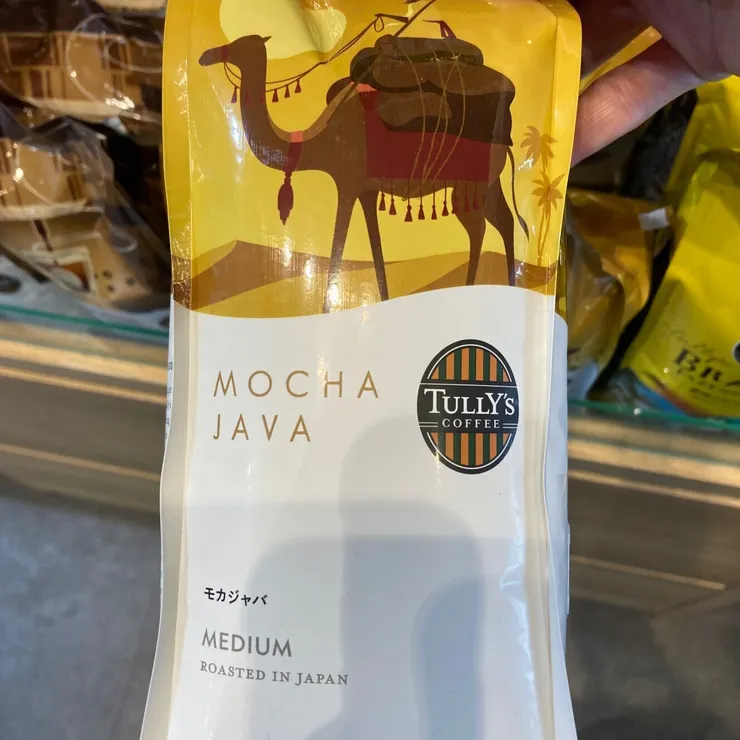 MOCHA
JAVA
TULLY'S
COFFEE
モカジャバ
MEDIUM
ROASTED IN JAPAN